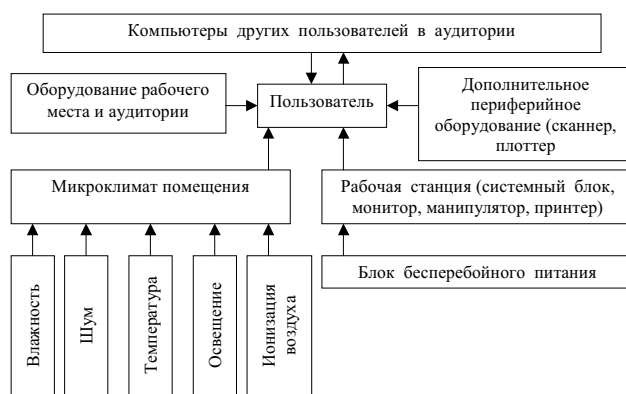 Компьютеры других пользователей в аудитории
Оборудование рабочего
места и аудитории
Пользователь
Дополнительное
периферийное
оборудование (сканнер,
плоттер
Микроклимат помещения
Рабочая станция (системный блок,
монитор, манипулятор, принтер)
Блок бесперебойного питания
Влажность
Шум
Температура
Освещение
Ионизация
воздуха